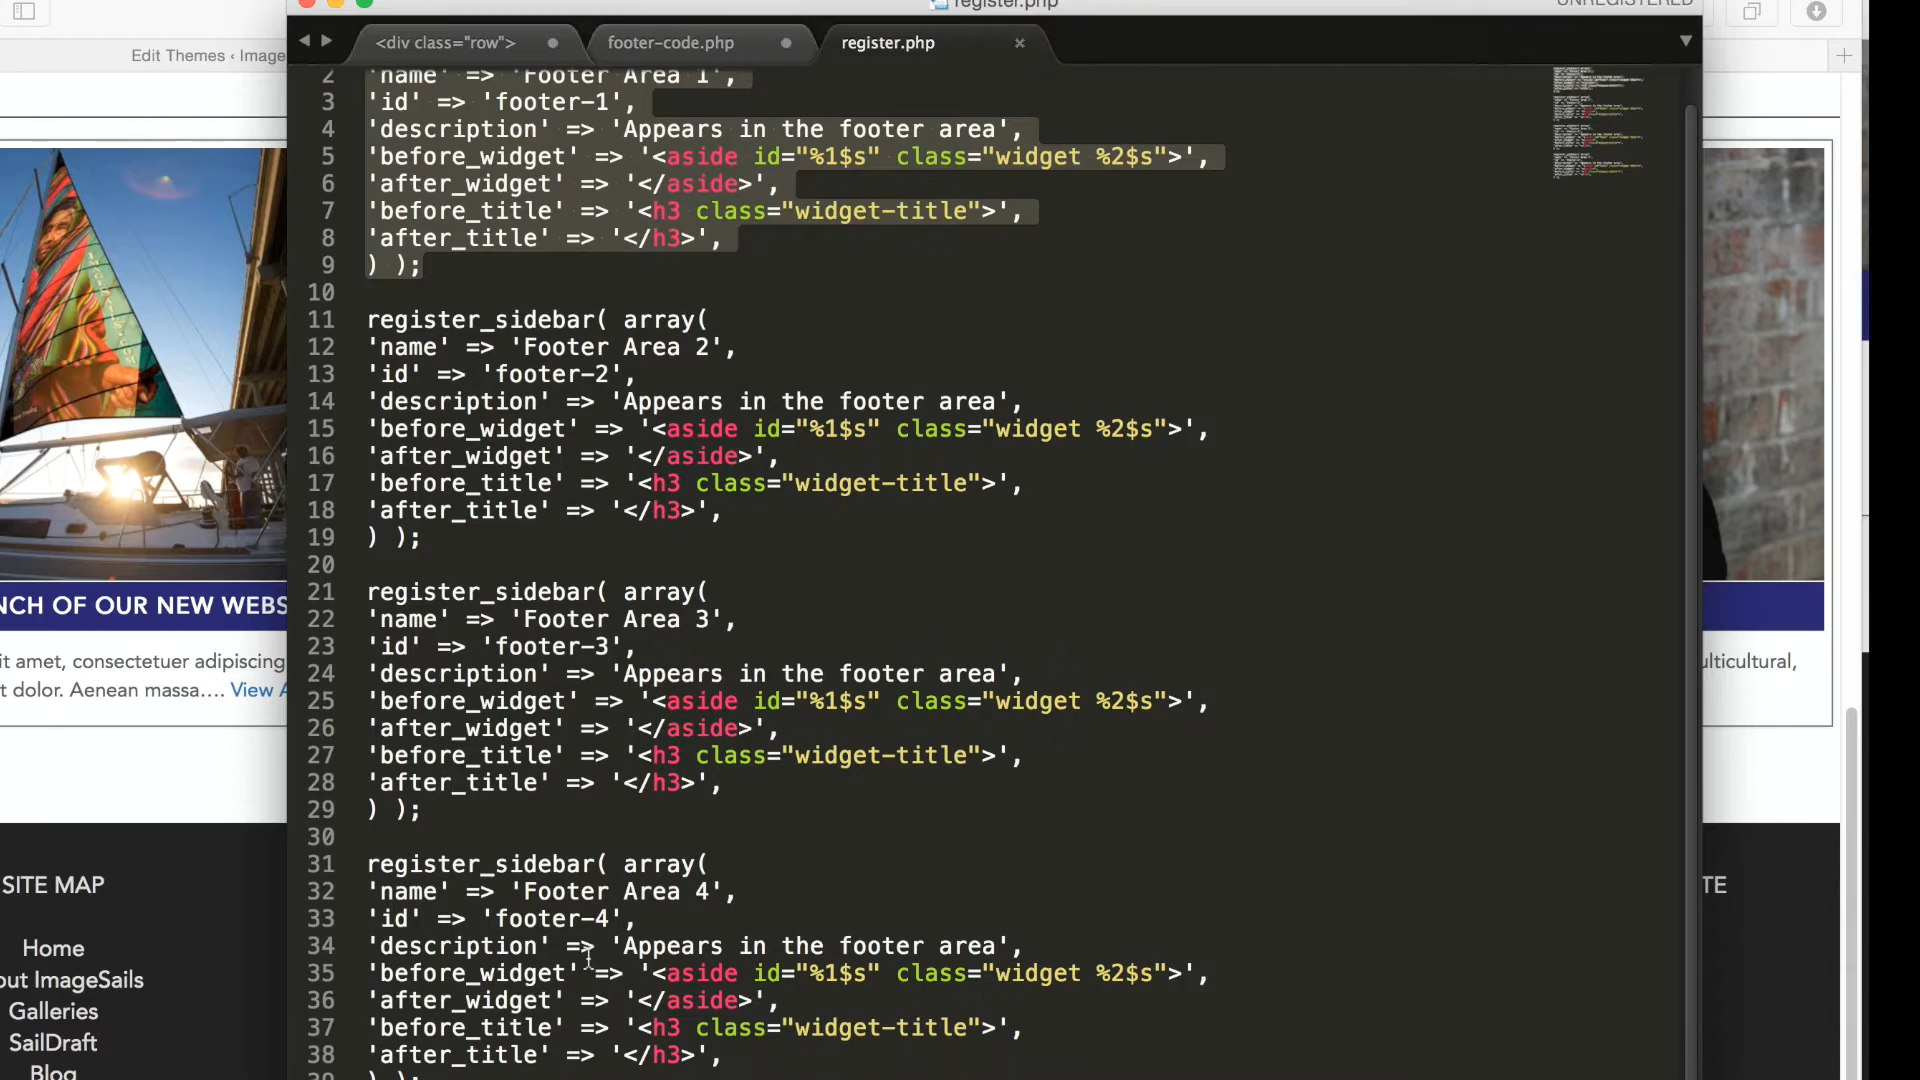 register.php
UNREGISTERED
Edit Themes ‹ Image
<div class="row">
footer-code.php
register.php
2 'name' => 'Footer Area 1',
3 'id' => 'footer-1',
4 'description' => 'Appears in the footer area',
5 'before_widget' => '<aside id="%1$s" class="widget %2$s">',
6 'after_widget' => '</aside>',
7 'before_title' => '<h3 class="widget-title">',
8 'after_title' => '</h3>',
9 ) );
10
11 register_sidebar( array(
12 'name' => 'Footer Area 2',
13 'id' => 'footer-2',
14 'description' => 'Appears in the footer area',
15 'before_widget' => '<aside id="%1$s" class="widget %2$s">',
16 'after_widget' => '</aside>',
17 'before_title' => '<h3 class="widget-title">',
18 'after_title' => '</h3>',
19 ) );
20
21 register_sidebar( array(
22 'name' => 'Footer Area 3',
23 'id' => 'footer-3',
24 'description' => 'Appears in the footer area',
25 'before_widget' => '<aside id="%1$s" class="widget %2$s">',
26 'after_widget' => '</aside>',
27 'before_title' => '<h3 class="widget-title">',
28 'after_title' => '</h3>',
29 ) );
30
31 register_sidebar( array(
32 'name' => 'Footer Area 4',
33 'id' => 'footer-4',
34 'description' => 'Appears in the footer area',
35 'before_widget' => '<aside id="%1$s" class="widget %2$s">',
36 'after_widget' => '</aside>',
37 'before_title' => '<h3 class="widget-title">',
38 'after_title' => '</h3>',
39 ) );
NCH OF OUR NEW WEBS
it amet, consectetuer adipiscing
t dolor. Aenean massa.... View A
SITE MAP
Home
out ImageSails
Galleries
SailDraft
Blog
ulticultural,
TE